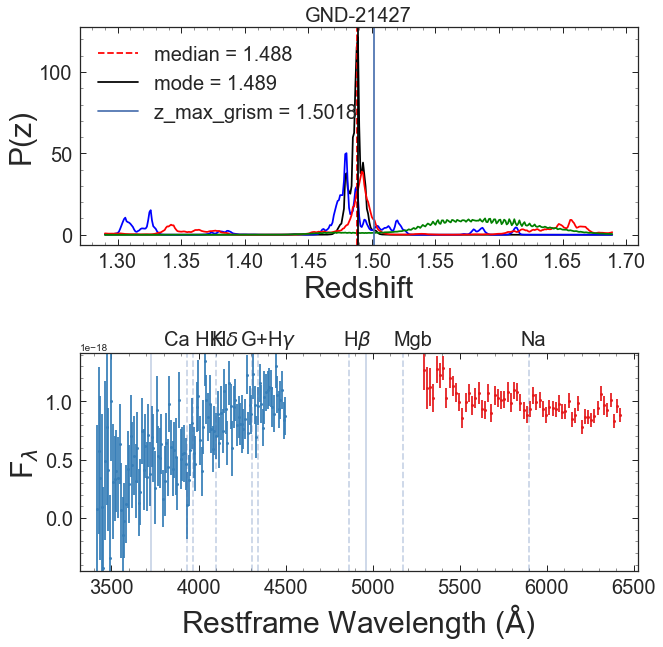 GND-21427
median = 1.488
mode = 1.489
z_max_grism = 1.5018
P(z)
100
50
0
1.30 1.35 1.40 1.45 1.50 1.55 1.60 1.65 1.70
Redshift
1e−18
Ca HK Hδ G+Hγ Hβ Mgb Na
F_λ
1.0
0.5
0.0
3500 4000 4500 5000 5500 6000 6500
Restframe Wavelength (Å)